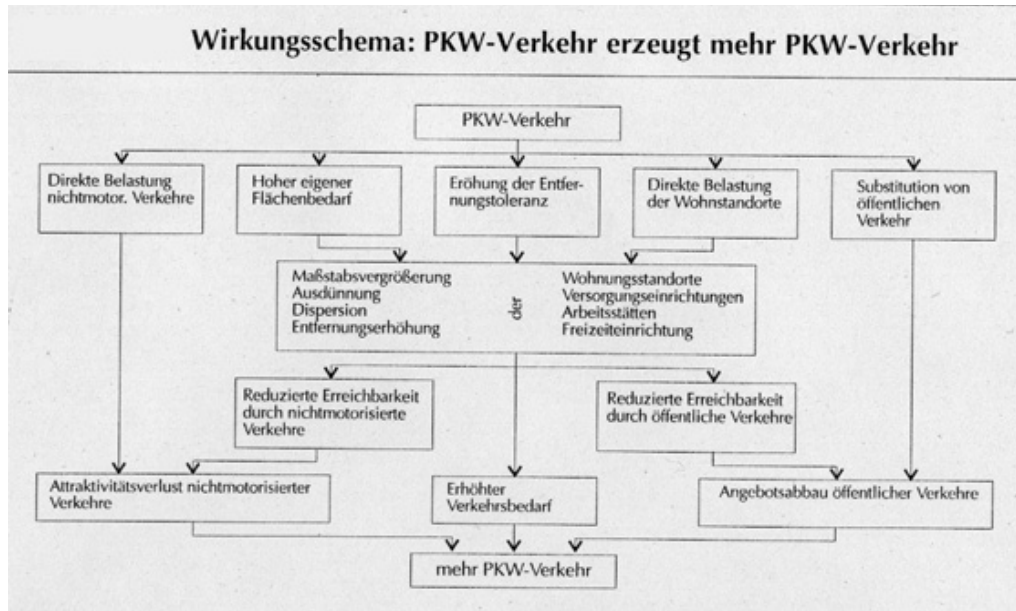 Wirkungsschema: PKW-Verkehr erzeugt mehr PKW-Verkehr
PKW-Verkehr
Direkte Belastung
nichtmotor. Verkehre
Hoher eigener
Flächenbedarf
Eröhung der Entfer-
nungstoleranz
Direkte Belastung
der Wohnstandorte
Substitution von
öffentlichen
Verkehr
Maßstabsvergrößerung
Ausdünnung
Dispersion
Entfernungserhöhung
der
Wohnungsstandorte
Versorgungseinrichtungen
Arbeitsstätten
Freizeiteinrichtung
Reduzierte Erreichbarkeit
durch nichtmotorisierte
Verkehre
Reduzierte Erreichbarkeit
durch öffentliche Verkehre
Attraktivitätsverlust nichtmotorisierter
Verkehre
Erhöhter
Verkehrsbedarf
Angebotsabbau öffentlicher Verkehre
mehr PKW-Verkehr